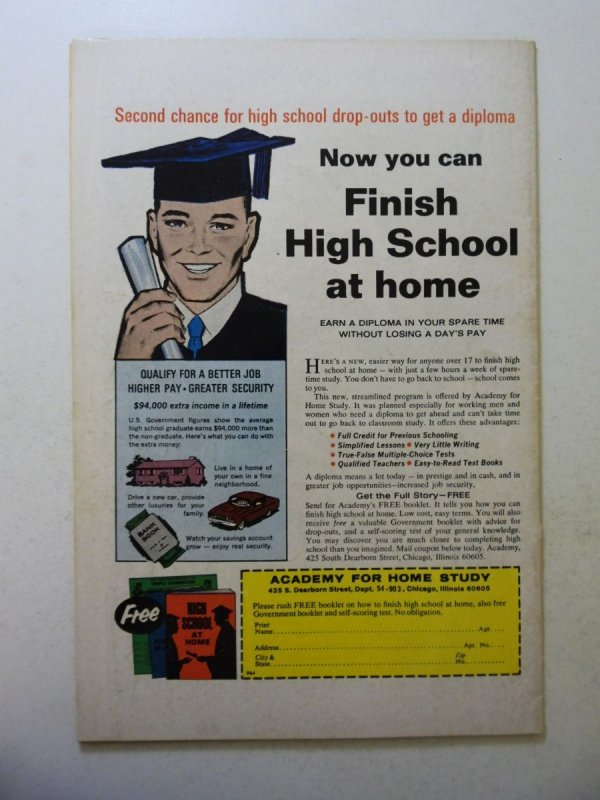 Second chance for high school drop-outs to get a diploma
Now you can
Finish
High School
at home
EARN A DIPLOMA IN YOUR SPARE TIME
WITHOUT LOSING A DAY'S PAY
HERE'S A NEW, easier way for anyone over 17 to finish high
school at home — with just a few hours a week of spare-
time study. You don't have to go back to school — school comes
to you.
This new, streamlined program is offered by Academy for
Home Study. It was planned especially for working men and
women who need a diploma to get ahead and can't take time
out to go back to classroom study. It offers these advantages:
• Full Credit for Previous Schooling
• Simplified Lessons • Very Little Writing
• True-False Multiple-Choice Tests
• Qualified Teachers • Easy-to-Read Text Books
A diploma means a lot today — in prestige and in cash, and in
greater job opportunities—increased job security.
Get the Full Story—FREE
Send for Academy's FREE booklet. It tells you how you can
finish high school at home. Low cost, easy terms. You will also
receive free a valuable Government booklet with advice for
drop-outs, and a self-scoring test of your general knowledge.
You may discover you are much closer to completing high
school than you imagined. Mail coupon below today. Academy,
425 South Dearborn Street, Chicago, Illinois 60605.
QUALIFY FOR A BETTER JOB
HIGHER PAY • GREATER SECURITY
$94,000 extra income in a lifetime
U.S. Government figures show the average
high school graduate earns $94,000 more than
the non-graduate. Here's what you can do with
the extra money:
Live in a home of
your own in a fine
neighborhood.
Drive a new car, provide
other luxuries for your
family.
BANK
BOOK
Watch your savings account
grow — enjoy real security.
Free
HIGH
SCHOOL
AT
HOME
ACADEMY FOR HOME STUDY
425 S. Dearborn Street, Dept. 54-903, Chicago, Illinois 60605
Please rush FREE booklet on how to finish high school at home, also free
Government booklet and self-scoring test. No obligation.
Print
Name Age
Address Apt. No.
City & Zip
State No.